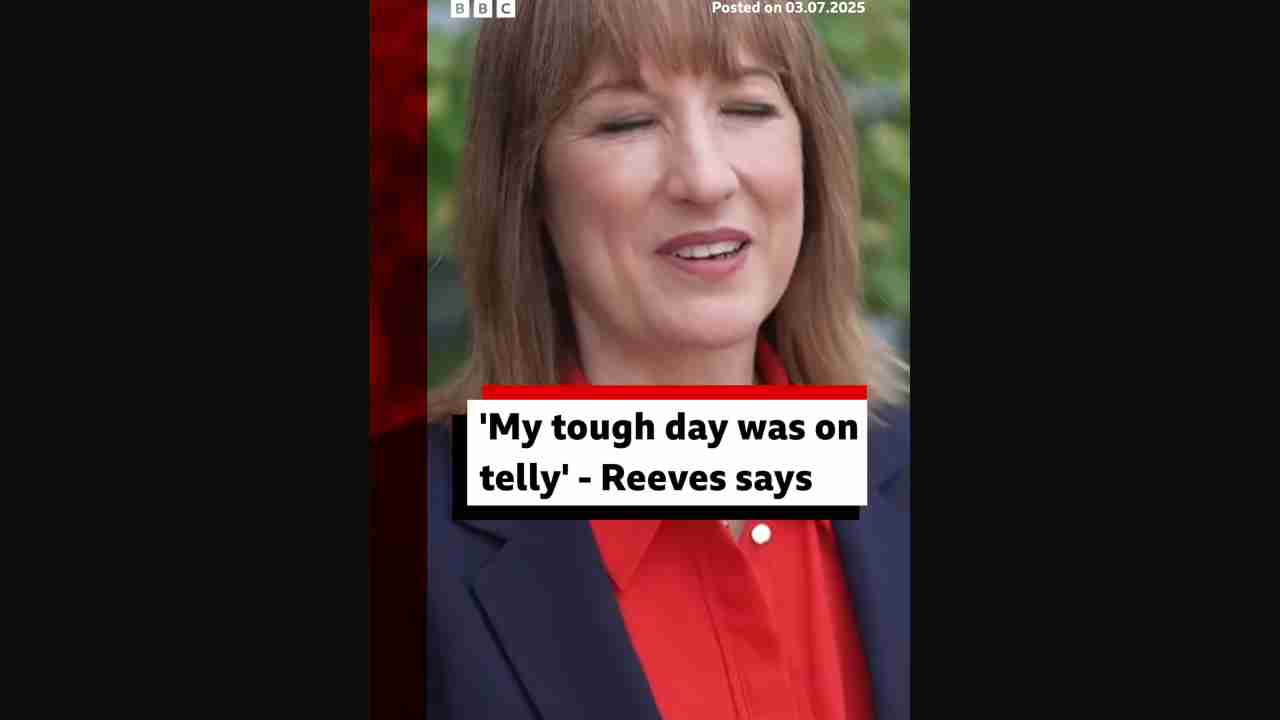 BBC
Posted on 03.07.2025
'My tough day was on
telly' - Reeves says